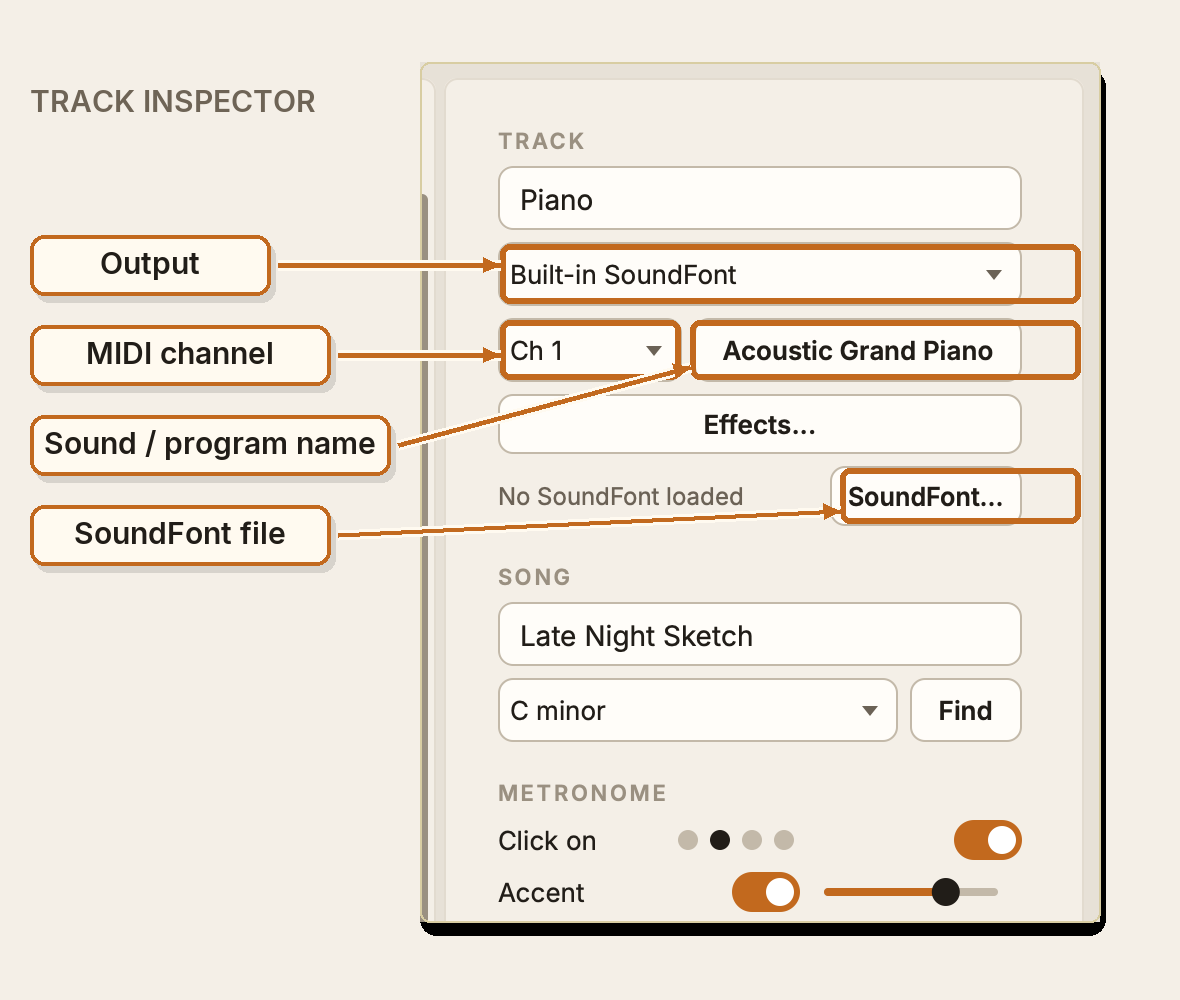 TRACK INSPECTOR
TRACK
Piano
Output
Built-in SoundFont
MIDI channel
Ch 1
Acoustic Grand Piano
Sound / program name
Effects...
SoundFont file
No SoundFont loaded
SoundFont...
SONG
Late Night Sketch
C minor
Find
METRONOME
Click on
Accent